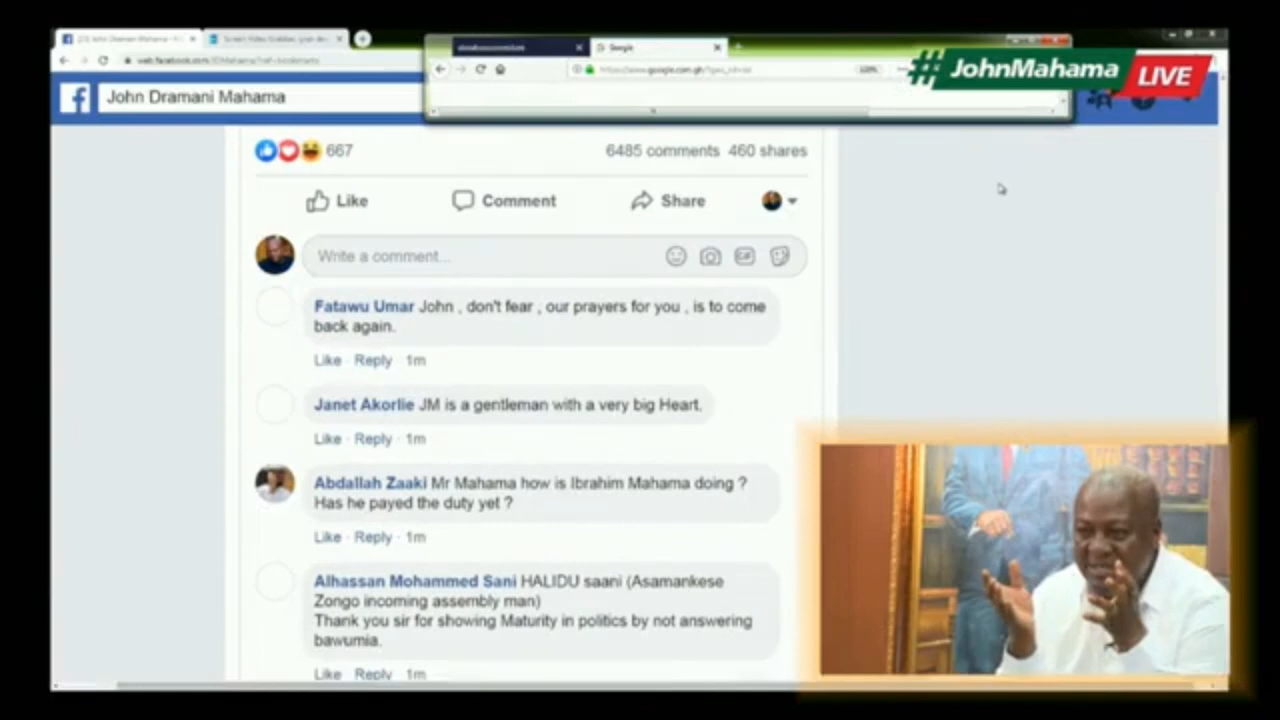 #JohnMahama LIVE
John Dramani Mahama
Google
667
6485 comments 460 shares
Like Comment Share
Write a comment...
GIF
Fatawu Umar John , don't fear , our prayers for you , is to come
back again.
Like · Reply · 1m
Janet Akorlie JM is a gentleman with a very big Heart.
Like · Reply · 1m
Abdallah Zaaki Mr Mahama how is Ibrahim Mahama doing ?
Has he payed the duty yet ?
Like · Reply · 1m
Alhassan Mohammed Sani HALIDU saani (Asamankese
Zongo incoming assembly man)
Thank you sir for showing Maturity in politics by not answering
bawumia.
Like · Reply · 1m